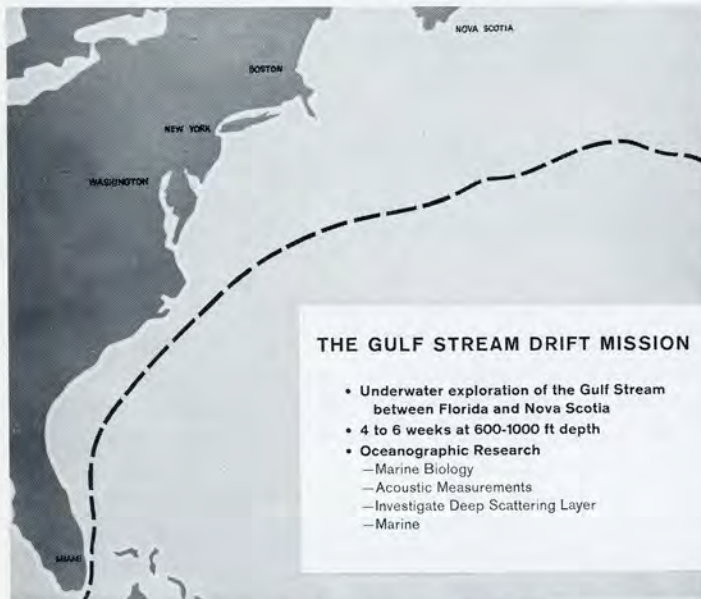 NOVA SCOTIA
BOSTON
NEW YORK
WASHINGTON
MIAMI
THE GULF STREAM DRIFT MISSION
• Underwater exploration of the Gulf Stream
between Florida and Nova Scotia
• 4 to 6 weeks at 600-1000 ft depth
• Oceanographic Research
—Marine Biology
—Acoustic Measurements
—Investigate Deep Scattering Layer
—Marine